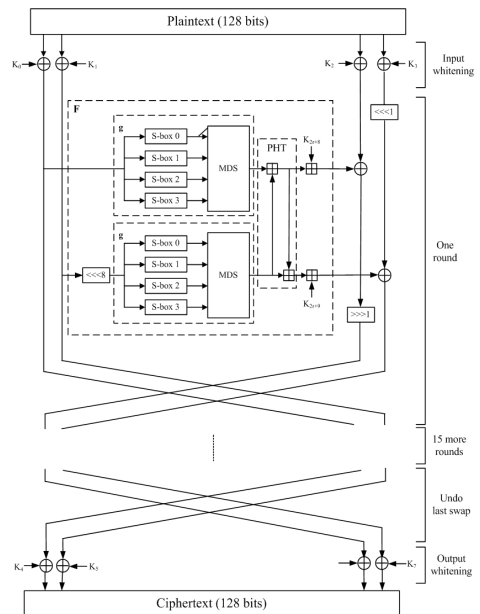 Plaintext (128 bits)
K₀
K₁
K₂
K₃
Input
whitening
<<<1
F
g
S-box 0
S-box 1
S-box 2
S-box 3
MDS
PHT
K₂ᵣ₊₈
g
<<<8
S-box 0
S-box 1
S-box 2
S-box 3
MDS
K₂ᵣ₊₉
>>>1
One
round
15 more
rounds
Undo
last swap
K₄
K₅
K₇
Output
whitening
Ciphertext (128 bits)